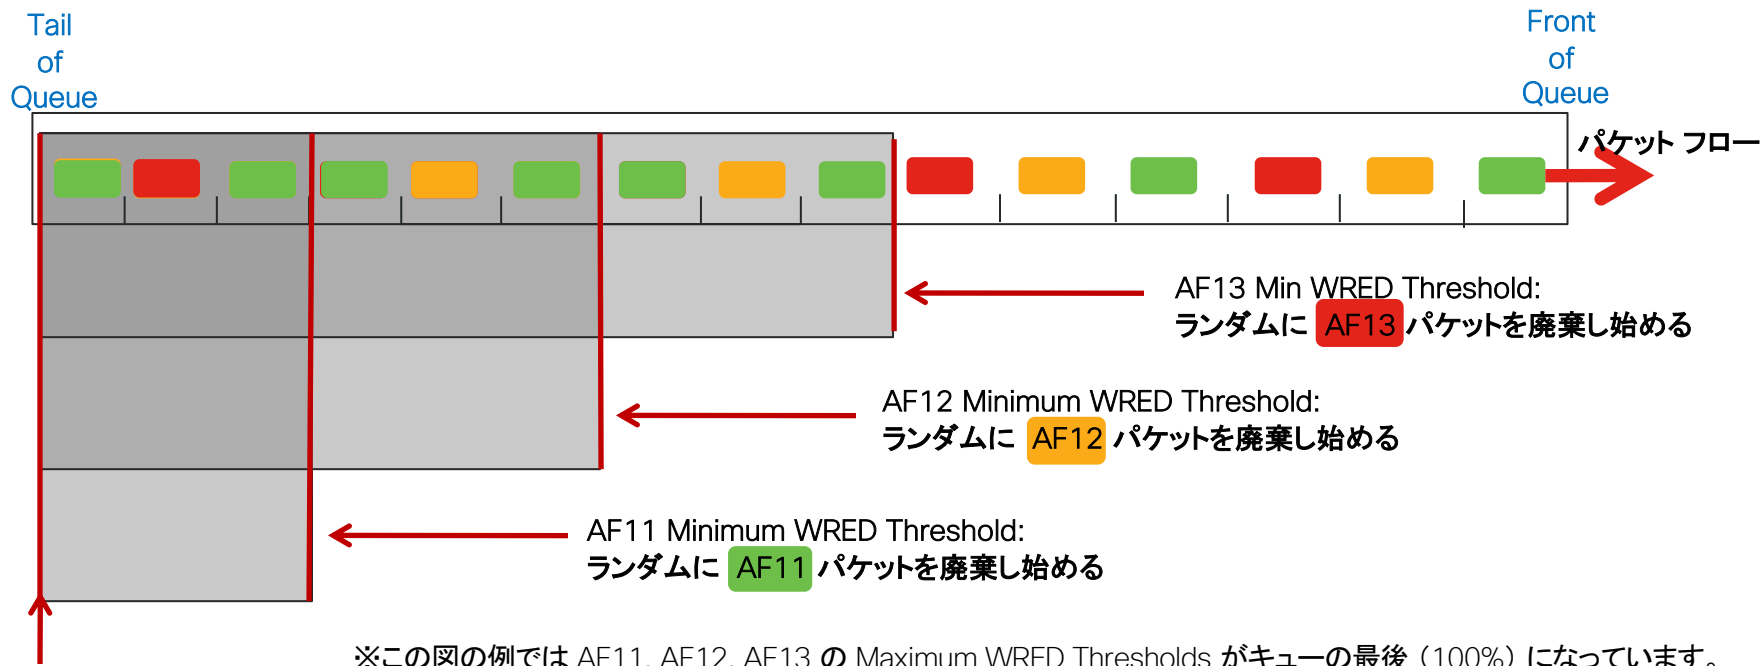 Tail
of
Queue
Front
of
Queue
パケット フロー
AF13 Min WRED Threshold:
ランダムに AF13 パケットを廃棄し始める
AF12 Minimum WRED Threshold:
ランダムに AF12 パケットを廃棄し始める
AF11 Minimum WRED Threshold:
ランダムに AF11 パケットを廃棄し始める
※この図の例では AF11, AF12, AF13 の Maximum WRED Thresholds がキューの最後 (100%) になっています。